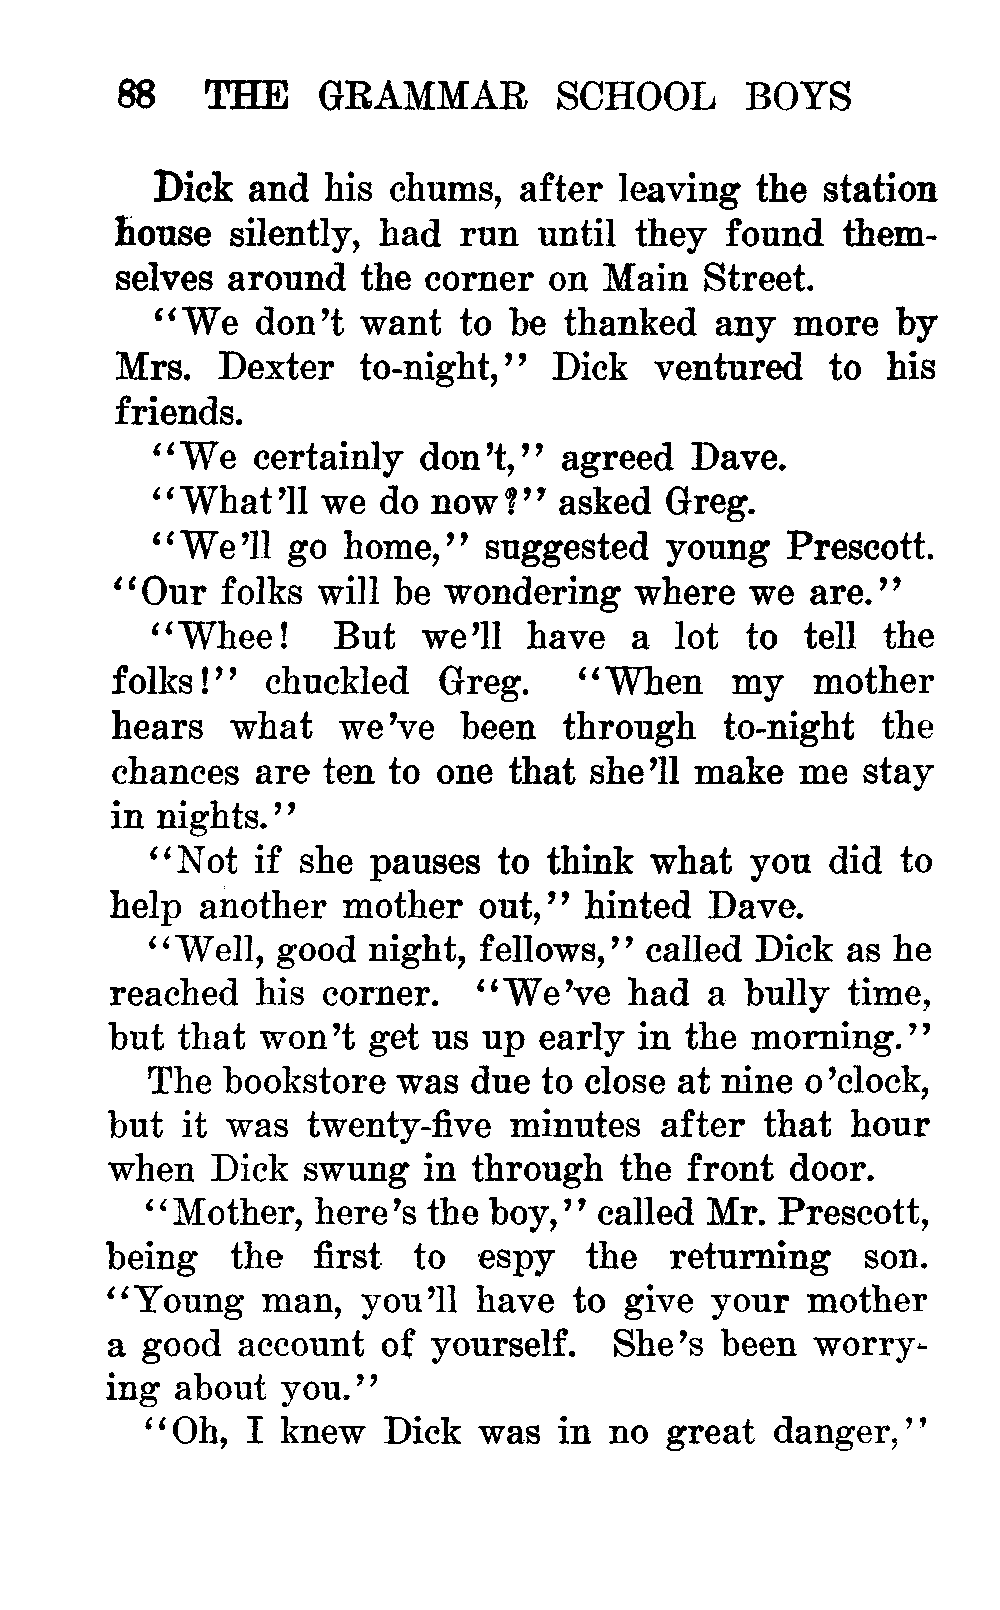 88 THE GRAMMAR SCHOOL BOYS
Dick and his chums, after leaving the station
house silently, had run until they found them-
selves around the corner on Main Street.
"We don't want to be thanked any more by
Mrs. Dexter to-night," Dick ventured to his
friends.
"We certainly don't," agreed Dave.
"What'll we do now?" asked Greg.
"We'll go home," suggested young Prescott.
"Our folks will be wondering where we are."
"Whee! But we'll have a lot to tell the
folks!" chuckled Greg. "When my mother
hears what we've been through to-night the
chances are ten to one that she'll make me stay
in nights."
"Not if she pauses to think what you did to
help another mother out," hinted Dave.
"Well, good night, fellows," called Dick as he
reached his corner. "We've had a bully time,
but that won't get us up early in the morning."
The bookstore was due to close at nine o'clock,
but it was twenty-five minutes after that hour
when Dick swung in through the front door.
"Mother, here's the boy," called Mr. Prescott,
being the first to espy the returning son.
"Young man, you'll have to give your mother
a good account of yourself. She's been worry-
ing about you."
"Oh, I knew Dick was in no great danger,"